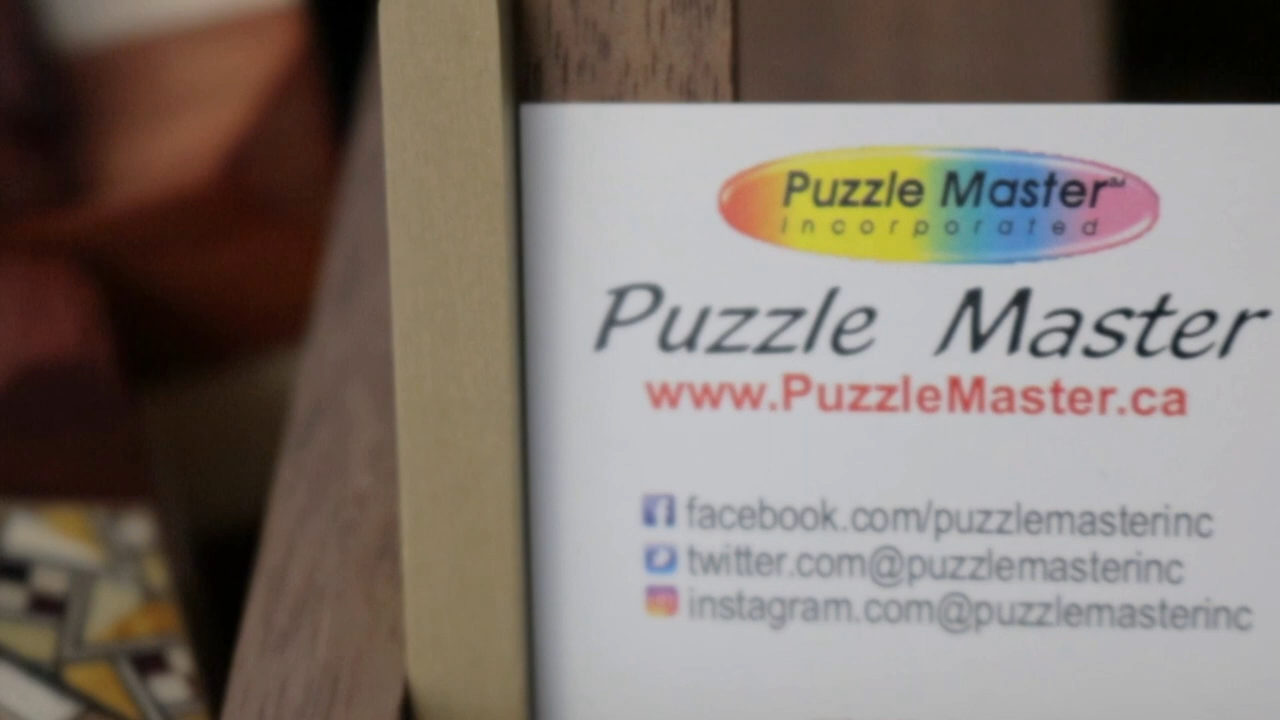 Puzzle Master™
incorporated
Puzzle Master
www.PuzzleMaster.ca
facebook.com/puzzlemasterinc
twitter.com@puzzlemasterinc
instagram.com@puzzlemasterinc